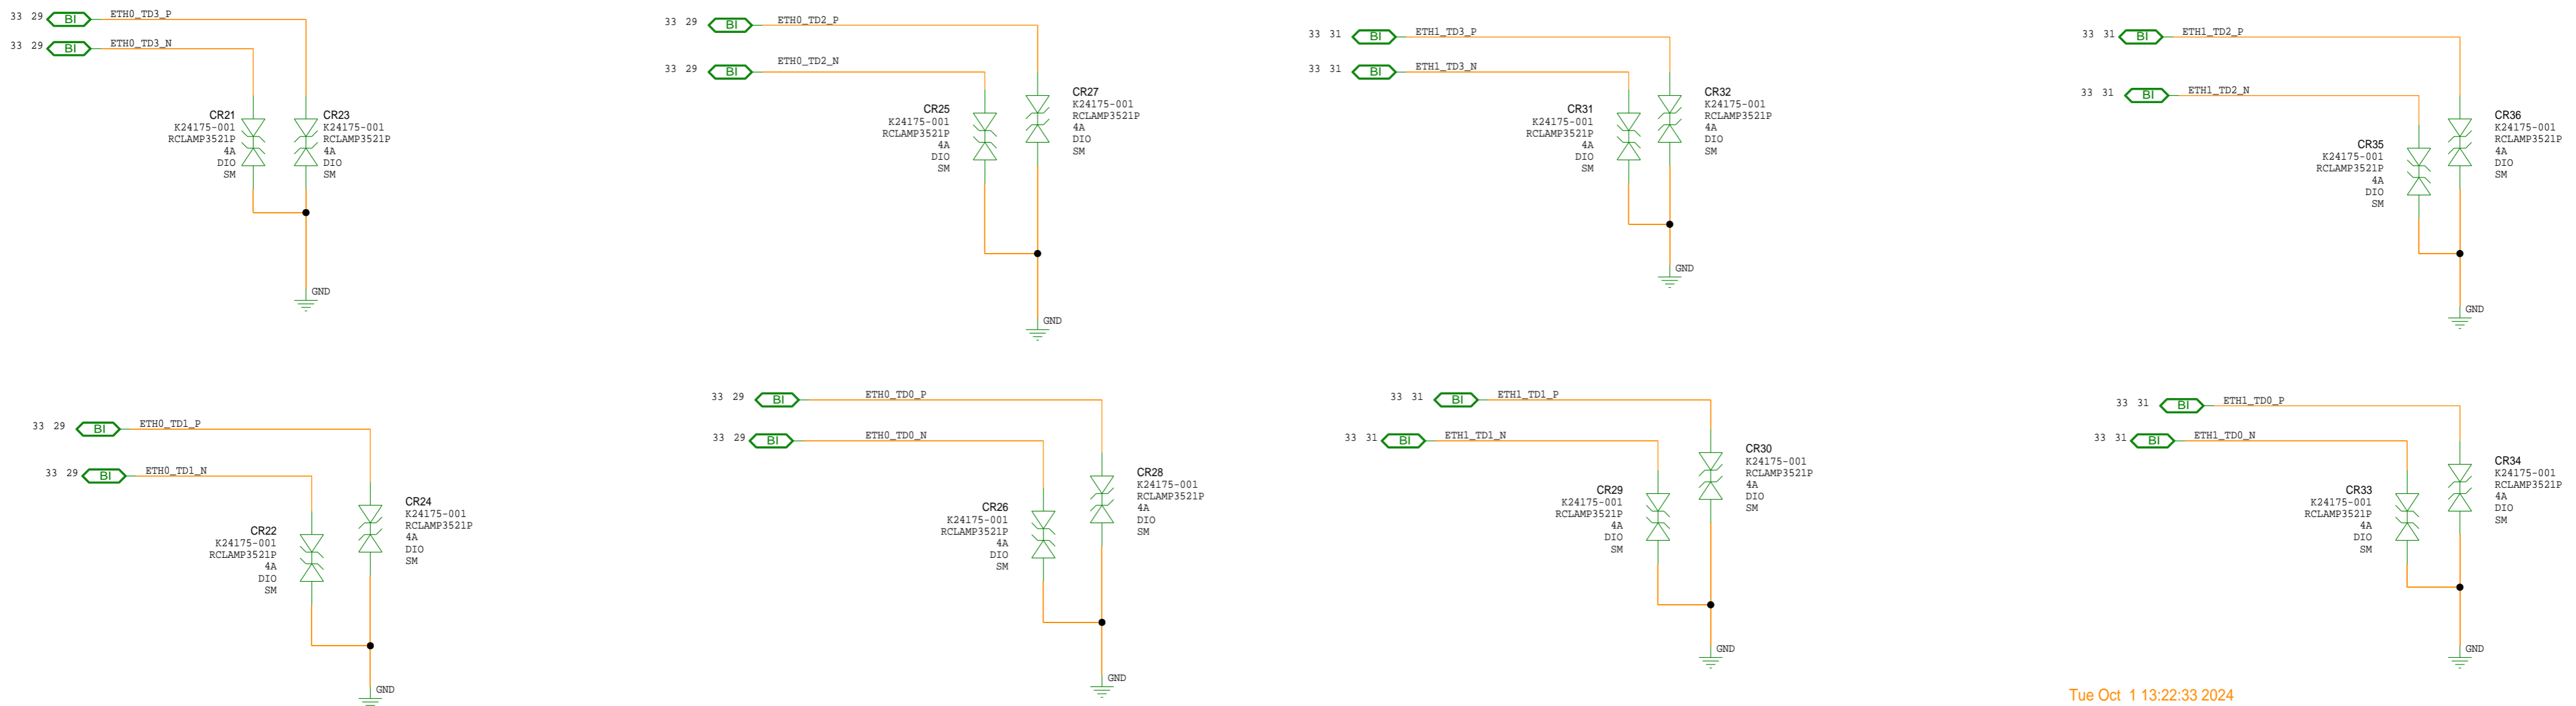 33 29 BI ETH0_TD3_P
33 29 BI ETH0_TD3_N
CR21
K24175-001
RCLAMP3521P
4A
DIO
SM
CR23
K24175-001
RCLAMP3521P
4A
DIO
SM
GND
33 29 BI ETH0_TD2_P
33 29 BI ETH0_TD2_N
CR25
K24175-001
RCLAMP3521P
4A
DIO
SM
CR27
K24175-001
RCLAMP3521P
4A
DIO
SM
GND
33 31 BI ETH1_TD3_P
33 31 BI ETH1_TD3_N
CR31
K24175-001
RCLAMP3521P
4A
DIO
SM
CR32
K24175-001
RCLAMP3521P
4A
DIO
SM
GND
33 31 BI ETH1_TD2_P
33 31 BI ETH1_TD2_N
CR35
K24175-001
RCLAMP3521P
4A
DIO
SM
CR36
K24175-001
RCLAMP3521P
4A
DIO
SM
GND
33 29 BI ETH0_TD1_P
33 29 BI ETH0_TD1_N
CR22
K24175-001
RCLAMP3521P
4A
DIO
SM
CR24
K24175-001
RCLAMP3521P
4A
DIO
SM
GND
33 29 BI ETH0_TD0_P
33 29 BI ETH0_TD0_N
CR26
K24175-001
RCLAMP3521P
4A
DIO
SM
CR28
K24175-001
RCLAMP3521P
4A
DIO
SM
GND
33 31 BI ETH1_TD1_P
33 31 BI ETH1_TD1_N
CR29
K24175-001
RCLAMP3521P
4A
DIO
SM
CR30
K24175-001
RCLAMP3521P
4A
DIO
SM
GND
33 31 BI ETH1_TD0_P
33 31 BI ETH1_TD0_N
CR33
K24175-001
RCLAMP3521P
4A
DIO
SM
CR34
K24175-001
RCLAMP3521P
4A
DIO
SM
GND
Tue Oct 1 13:22:33 2024